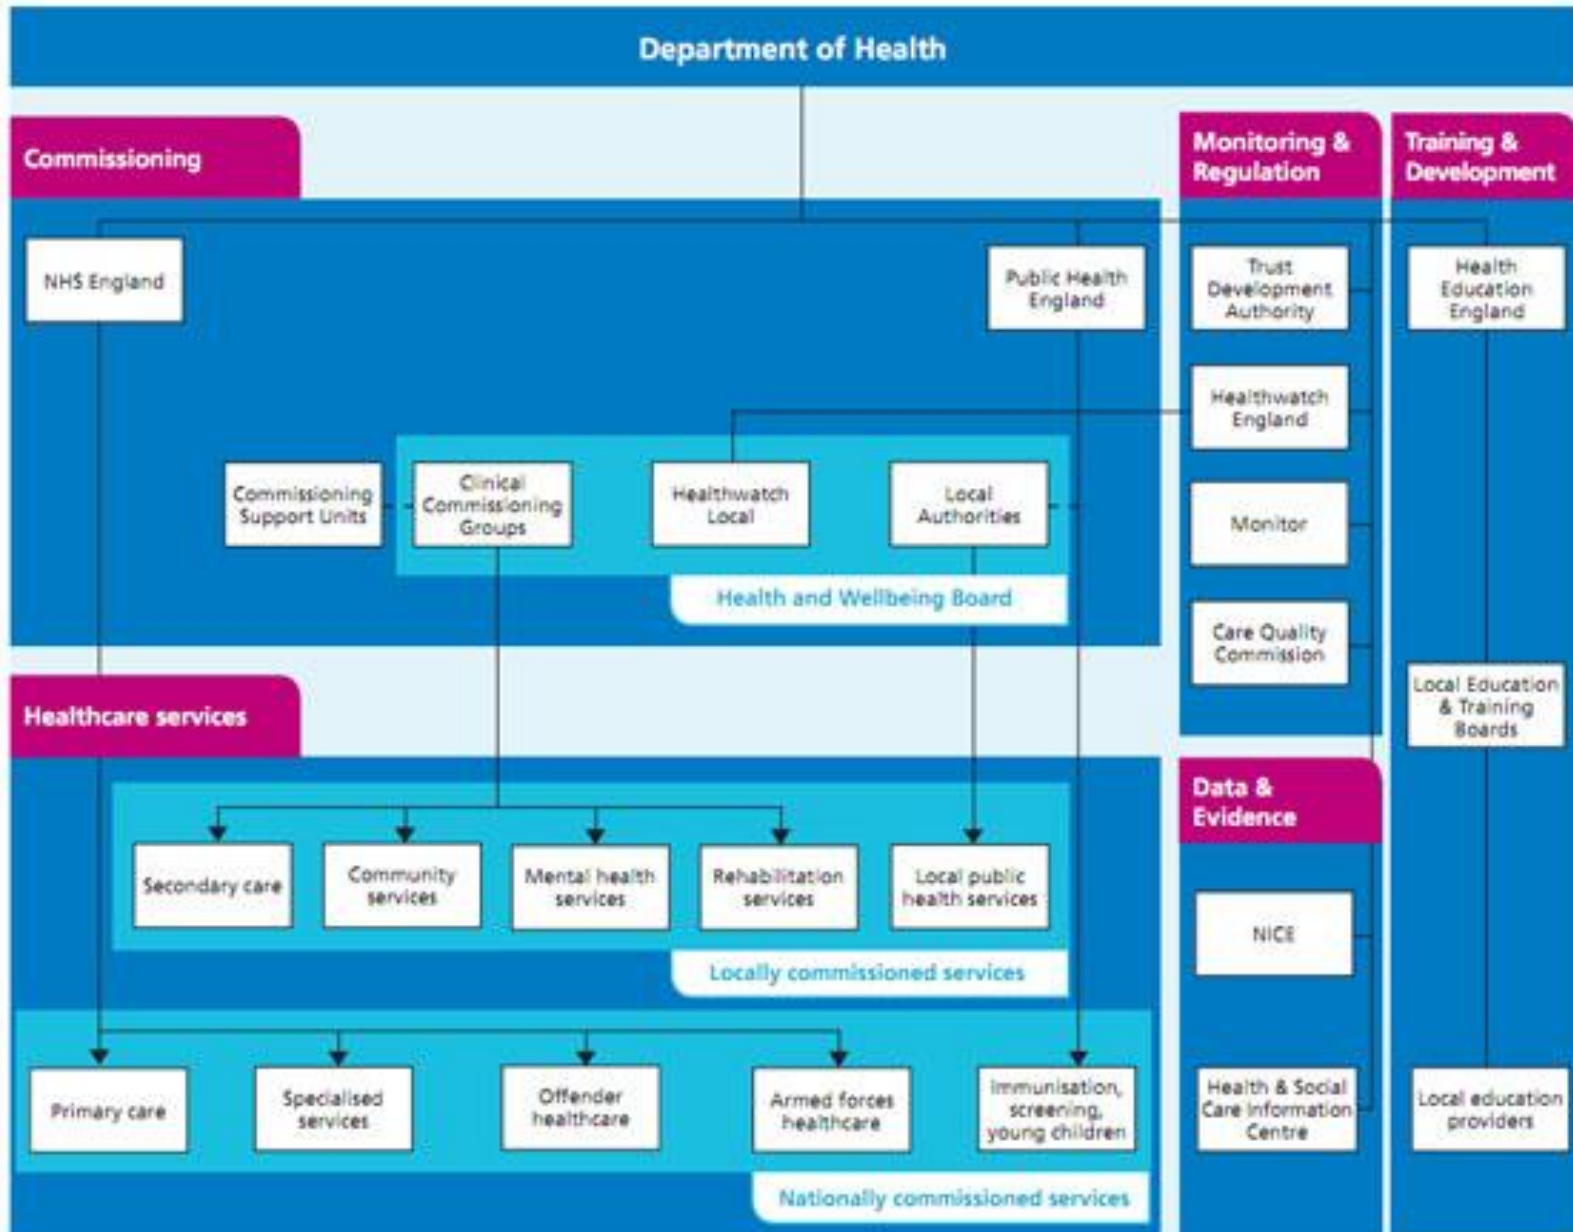 Department of Health
Commissioning
Monitoring &
Regulation
Training &
Development
NHS England
Public Health
England
Trust
Development
Authority
Health
Education
England
Healthwatch
England
Commissioning
Support Units
Clinical
Commissioning
Groups
Healthwatch
Local
Local
Authorities
Monitor
Health and Wellbeing Board
Care Quality
Commission
Local Education
& Training
Boards
Healthcare services
Data &
Evidence
Secondary care
Community
services
Mental health
services
Rehabilitation
services
Local public
health services
NICE
Locally commissioned services
Primary care
Specialised
services
Offender
healthcare
Armed forces
healthcare
Immunisation,
screening,
young children
Health & Social
Care Information
Centre
Local education
providers
Nationally commissioned services